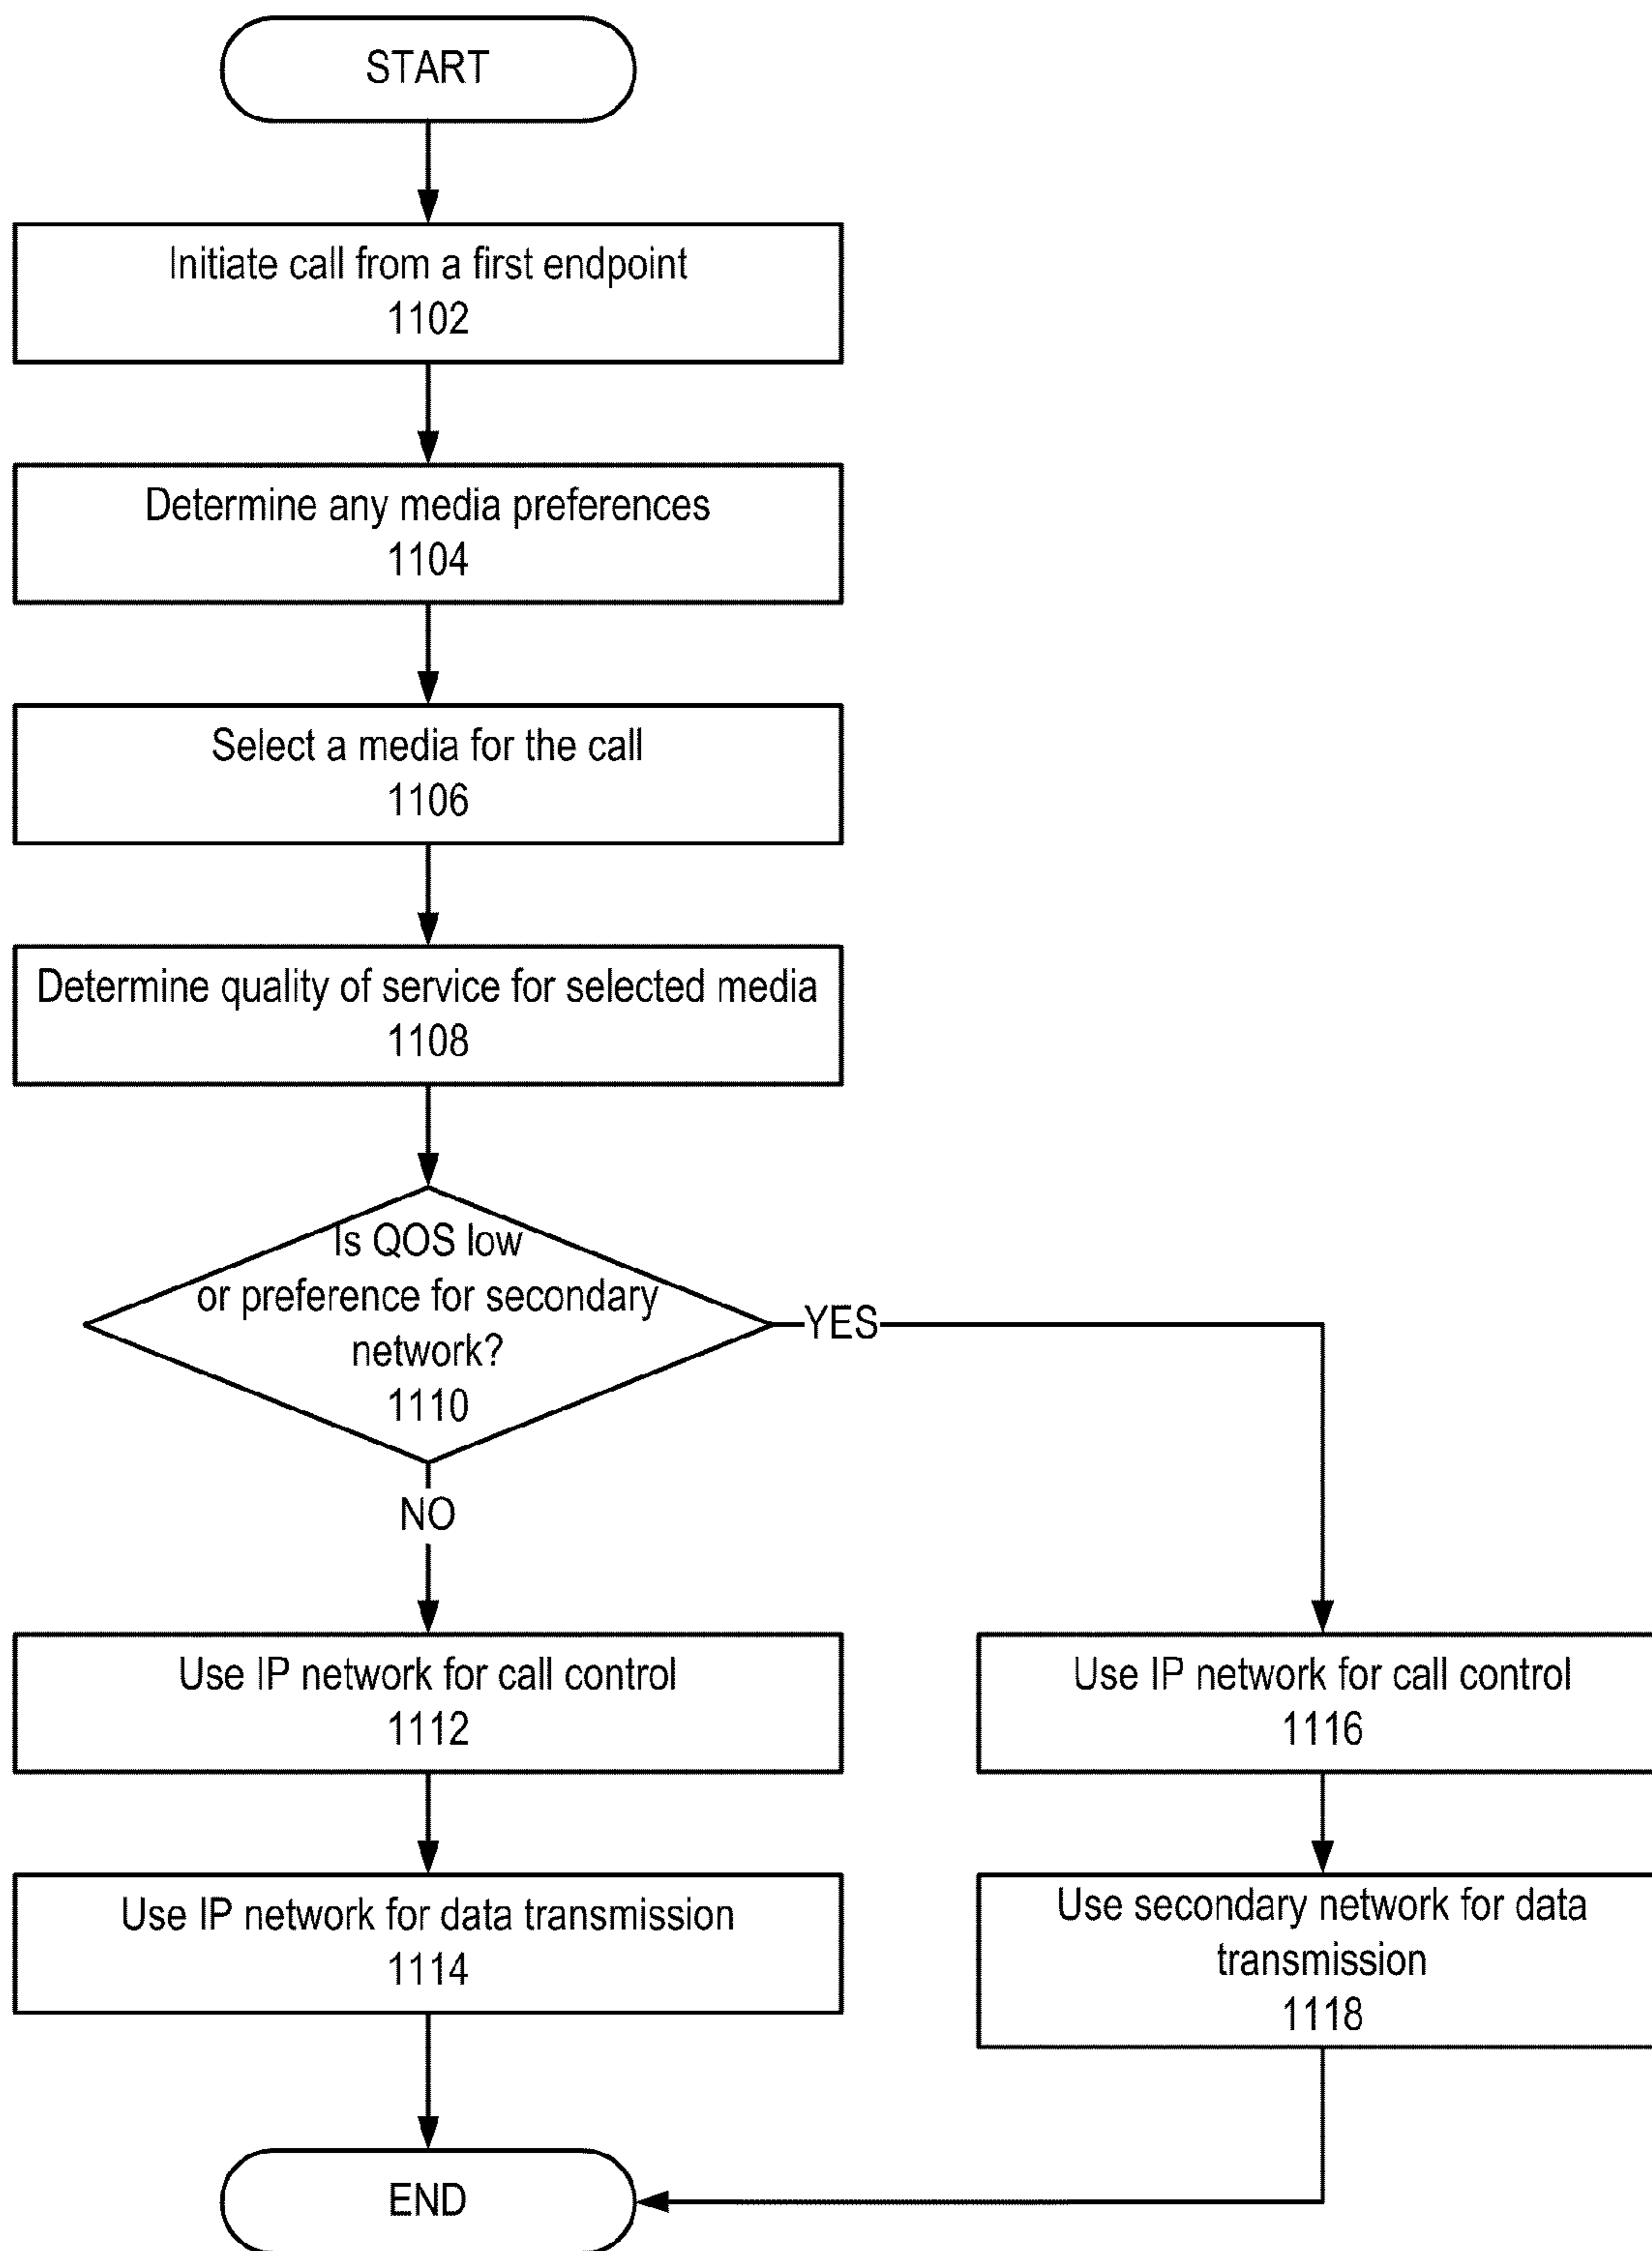 START
Initiate call from a first endpoint
1102
Determine any media preferences
1104
Select a media for the call
1106
Determine quality of service for selected media
1108
Is QOS low
or preference for secondary
network?
1110
YES
NO
Use IP network for call control
1112
Use IP network for call control
1116
Use IP network for data transmission
1114
Use secondary network for data
transmission
1118
END